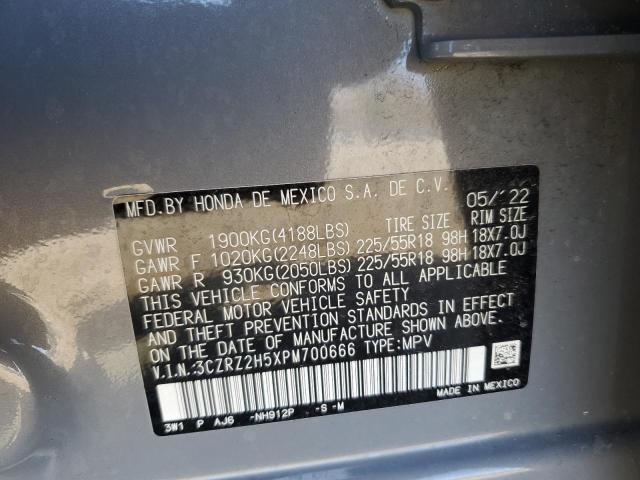 MFD.BY HONDA DE MEXICO S.A. DE C.V. 05/'22
TIRE SIZE RIM SIZE
GVWR 1900KG(4188LBS)
GAWR F 1020KG(2248LBS) 225/55R18 98H 18X7.0J
GAWR R 930KG(2050LBS) 225/55R18 98H 18X7.0J
THIS VEHICLE CONFORMS TO ALL APPLICABLE
FEDERAL MOTOR VEHICLE SAFETY
AND THEFT PREVENTION STANDARDS IN EFFECT
ON THE DATE OF MANUFACTURE SHOWN ABOVE.
V.I.N.3CZRZ2H5XPM700666 TYPE:MPV
3W1 P AJ6 -NH912P -S -M
MADE IN MEXICO